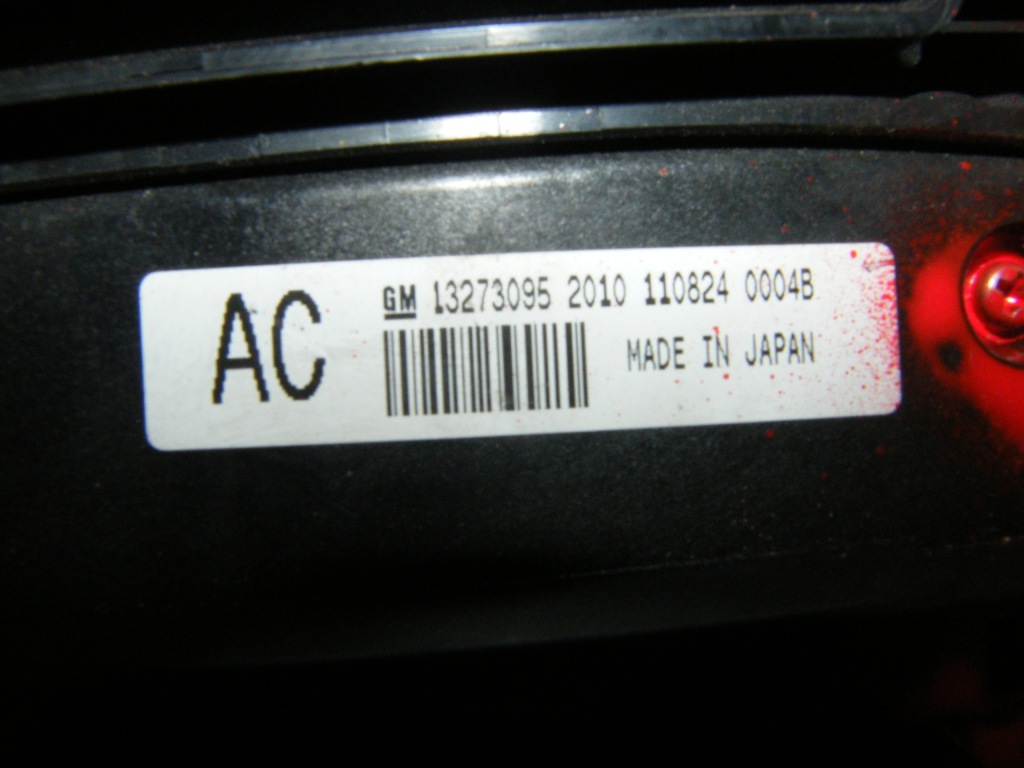 AC
GM 13273095 2010 110824 0004B
MADE IN JAPAN